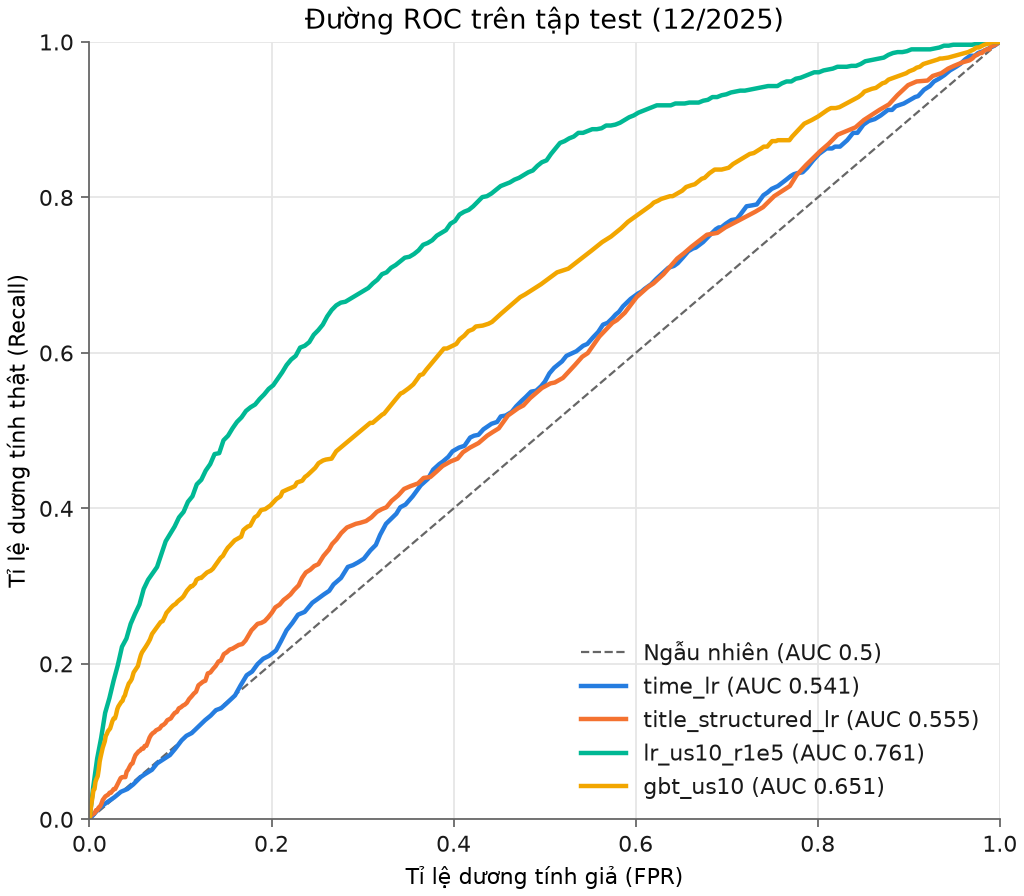 Đường ROC trên tập test (12/2025)
Tỉ lệ dương tính thật (Recall)
1.0
0.8
0.6
0.4
0.2
0.0
Ngẫu nhiên (AUC 0.5)
time_lr (AUC 0.541)
title_structured_lr (AUC 0.555)
lr_us10_r1e5 (AUC 0.761)
gbt_us10 (AUC 0.651)
0.0 0.2 0.4 0.6 0.8 1.0
Tỉ lệ dương tính giả (FPR)